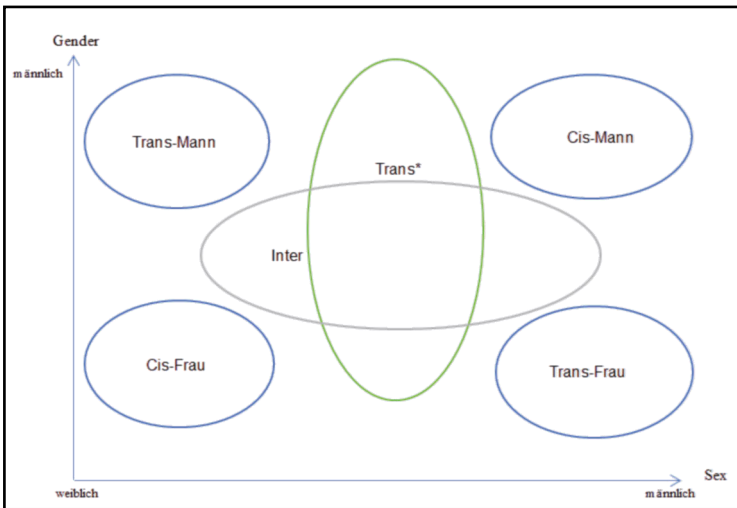 Gender
männlich
Trans-Mann
Cis-Mann
Trans*
Inter
Cis-Frau
Trans-Frau
Sex
weiblich
männlich